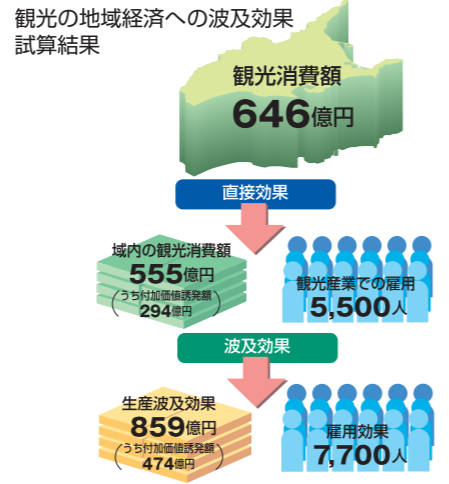 観光の地域経済への波及効果
試算結果
観光消費額
646億円
直接効果
域内の観光消費額
555億円
(うち付加価値誘発額
294億円)
観光産業での雇用
5,500人
波及効果
生産波及効果
859億円
(うち付加価値誘発額
474億円)
雇用効果
7,700人